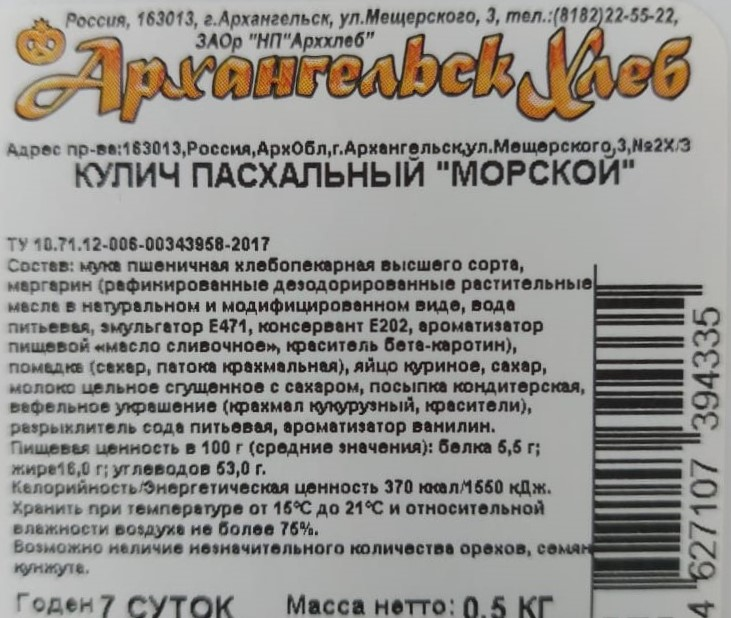 Россия, 163013, г.Архангельск, ул.Мещерского, 3, тел.:(8182)22-55-22,
ЗАОр "НП"Арххлеб"
Архангельск Хлеб
Адрес пр-ва:163013,Россия,АрхОбл,г.Архангельск,ул.Мещерского,3,№2Х/3
КУЛИЧ ПАСХАЛЬНЫЙ "МОРСКОЙ"
ТУ 10.71.12-006-00343958-2017
Состав: мука пшеничная хлебопекарная высшего сорта,
маргарин (рафинированные дезодорированные растительные
масла в натуральном и модифицированном виде, вода
питьевая, эмульгатор Е471, консервант Е202, ароматизатор
пищевой «масло сливочное», краситель бета-каротин),
помадка (сахар, патока крахмальная), яйцо куриное, сахар,
молоко цельное сгущенное с сахаром, посыпка кондитерская,
вафельное украшение (крахмал кукурузный, красители),
разрыхлитель сода питьевая, ароматизатор ванилин.
Пищевая ценность в 100 г (средние значения): белка 5,5 г;
жира16,0 г; углеводов 53,0 г.
Калорийность/Энергетическая ценность 370 ккал/1550 кДж.
Хранить при температуре от 15°С до 21°С и относительной
влажности воздуха не более 75%.
Возможно наличие незначительного количества орехов, семян
кунжута.
Годен 7 СУТОК Масса нетто: 0,5 КГ
4 627107 394335